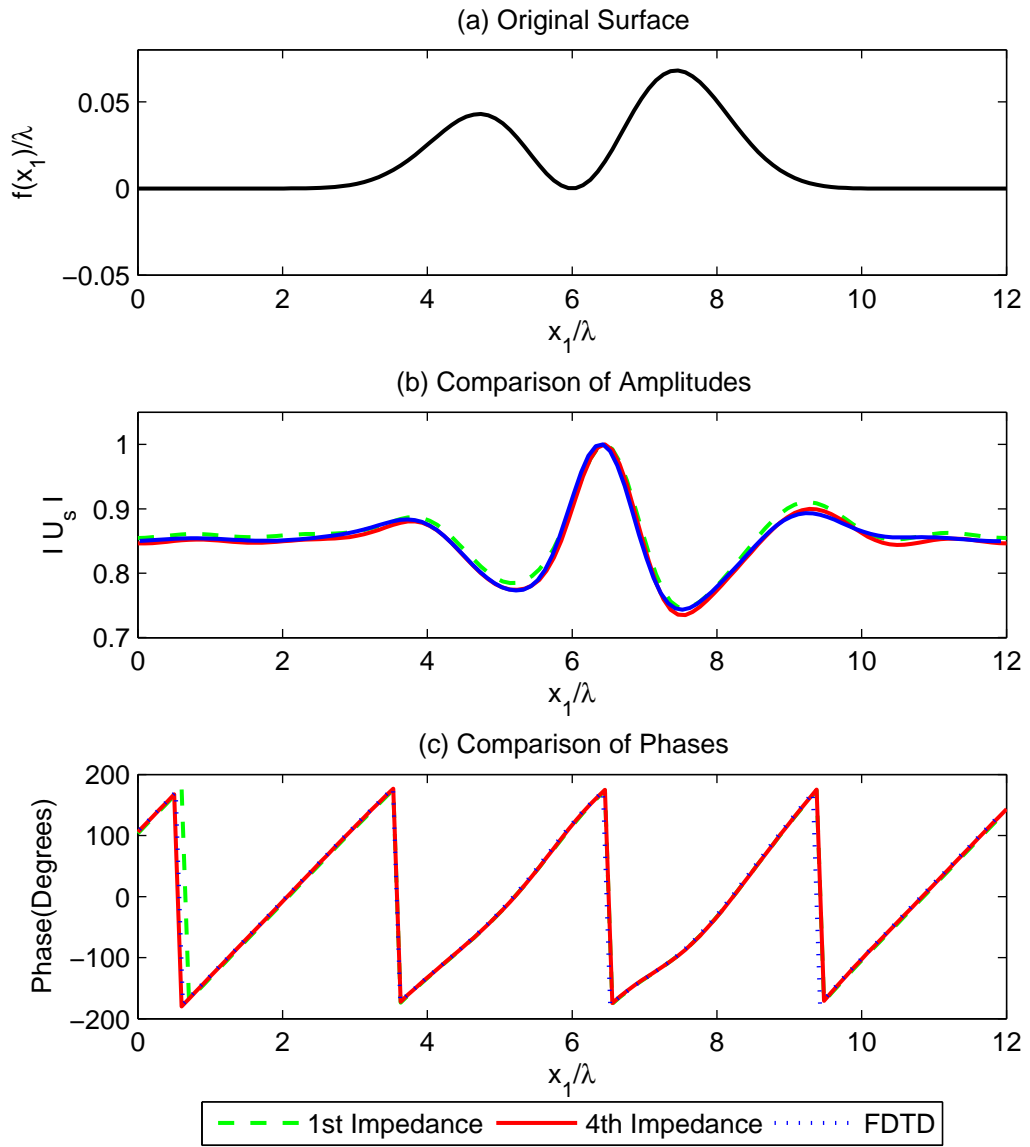 (a) Original Surface
f(x₁)/λ
0.05
0
−0.05
0 2 4 6 8 10 12
x₁/λ
(b) Comparison of Amplitudes
| Uₛ |
1
0.9
0.8
0.7
0 2 4 6 8 10 12
x₁/λ
(c) Comparison of Phases
Phase(Degrees)
200
100
0
−100
−200
0 2 4 6 8 10 12
x₁/λ
1st Impedance 4th Impedance FDTD